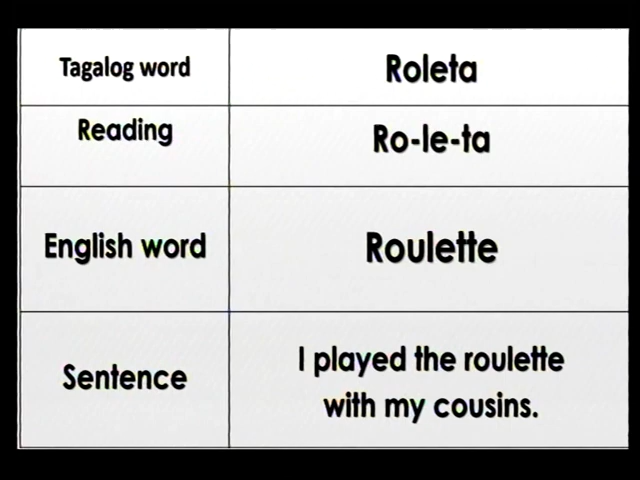 Tagalog word
Roleta
Reading
Ro-le-ta
English word
Roulette
Sentence
I played the roulette
with my cousins.